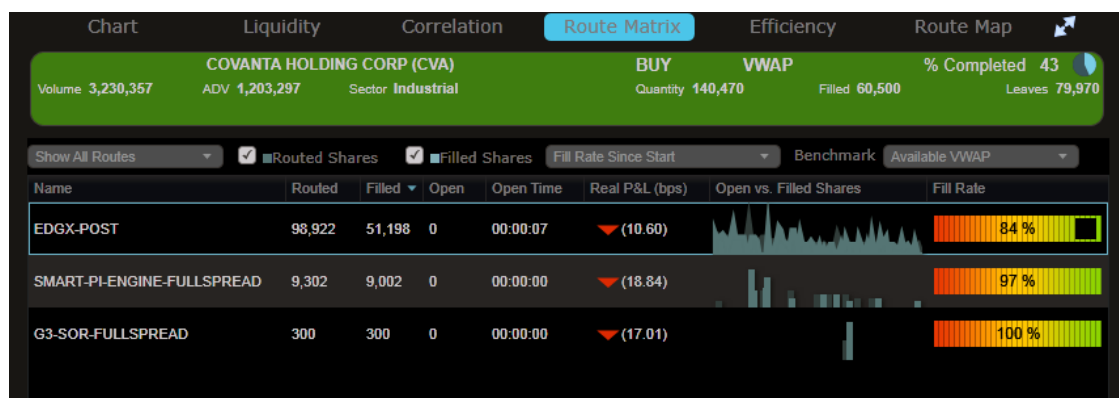 Chart Liquidity Correlation Route Matrix Efficiency Route Map
COVANTA HOLDING CORP (CVA) BUY VWAP % Completed 43
Volume 3,230,357 ADV 1,203,297 Sector Industrial Quantity 140,470 Filled 60,500 Leaves 79,970
Show All Routes Routed Shares Filled Shares Fill Rate Since Start Benchmark Available VWAP
Name Routed Filled Open Open Time Real P&L (bps) Open vs. Filled Shares Fill Rate
EDGX-POST 98,922 51,198 0 00:00:07 (10.60) 84 %
SMART-PI-ENGINE-FULLSPREAD 9,302 9,002 0 00:00:00 (18.84) 97 %
G3-SOR-FULLSPREAD 300 300 0 00:00:00 (17.01) 100 %